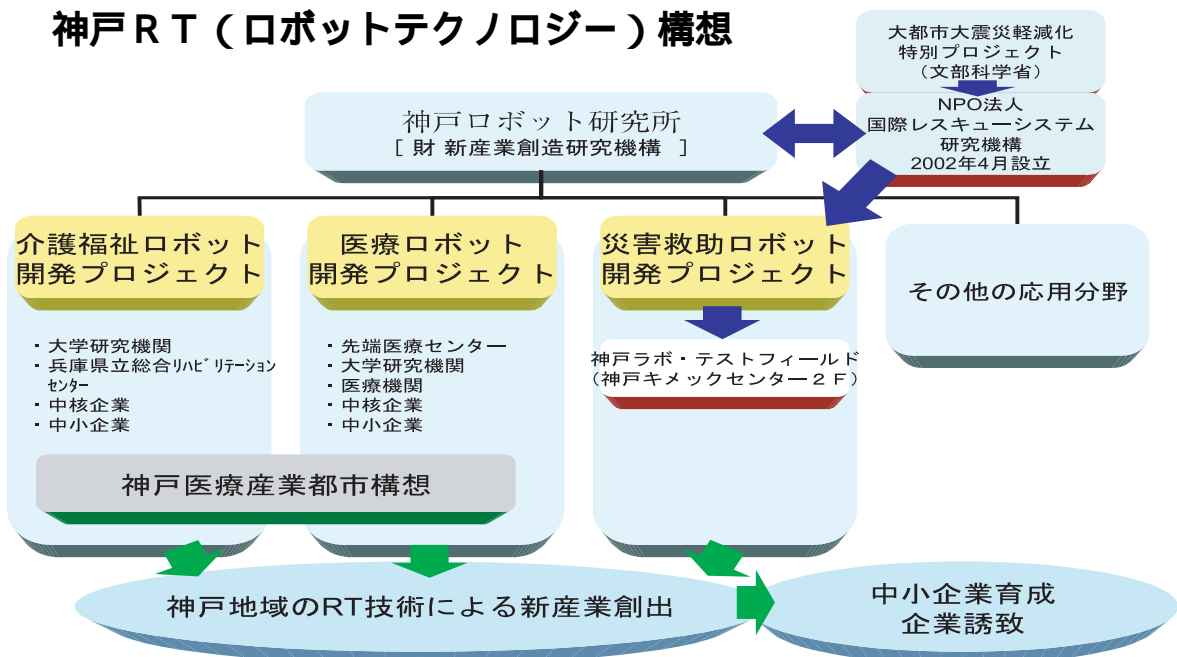 神戸ＲＴ（ロボットテクノロジー）構想
大都市大震災軽減化
特別プロジェクト
（文部科学省）
神戸ロボット研究所
［ 財 新産業創造研究機構 ］
NPO法人
国際レスキューシステム
研究機構
2002年4月設立
介護福祉ロボット
開発プロジェクト
・大学研究機関
・兵庫県立総合ﾘﾊﾋﾞﾘﾃｰｼｮﾝ
ｾﾝﾀｰ
・中核企業
・中小企業
医療ロボット
開発プロジェクト
・先端医療センター
・大学研究機関
・医療機関
・中核企業
・中小企業
神戸医療産業都市構想
災害救助ロボット
開発プロジェクト
神戸ラボ・テストフィールド
（神戸キメックセンター２Ｆ）
その他の応用分野
神戸地域のRT技術による新産業創出
中小企業育成
企業誘致